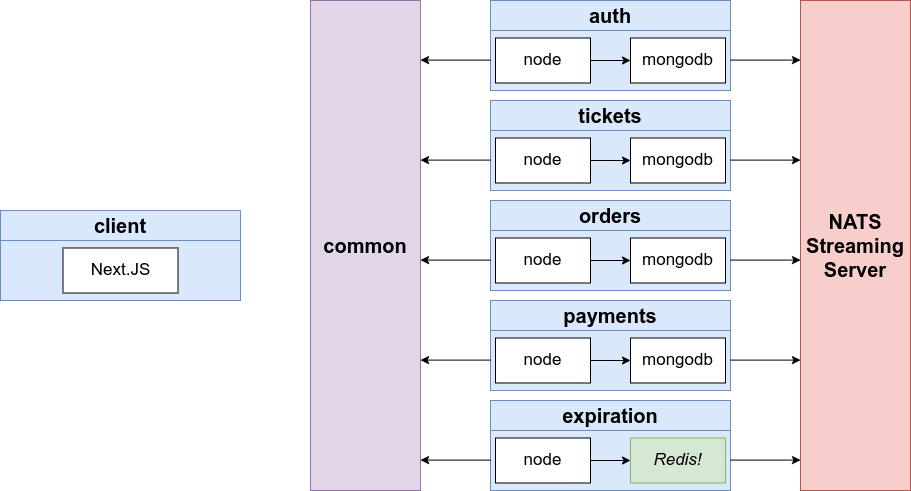 client
Next.JS
common
auth
node
mongodb
tickets
node
mongodb
orders
node
mongodb
payments
node
mongodb
expiration
node
Redis!
NATS
Streaming
Server